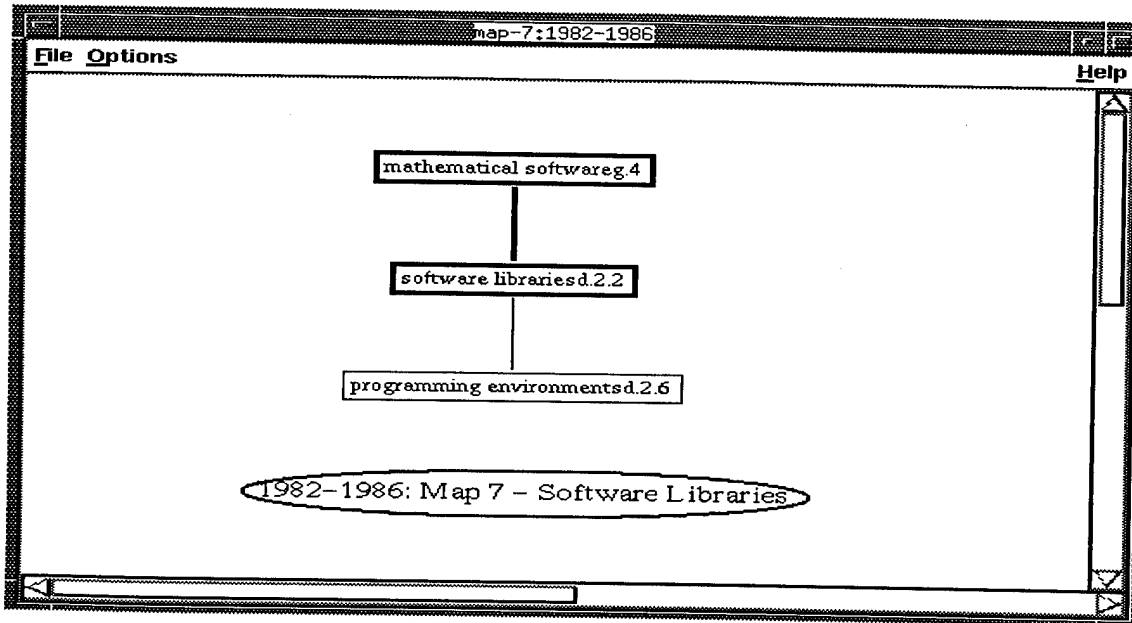 map-7:1982-1986
File Options
Help
mathematical softwareg.4
software librariesd.2.2
programming environmentsd.2.6
1982-1986: Map 7 - Software Libraries